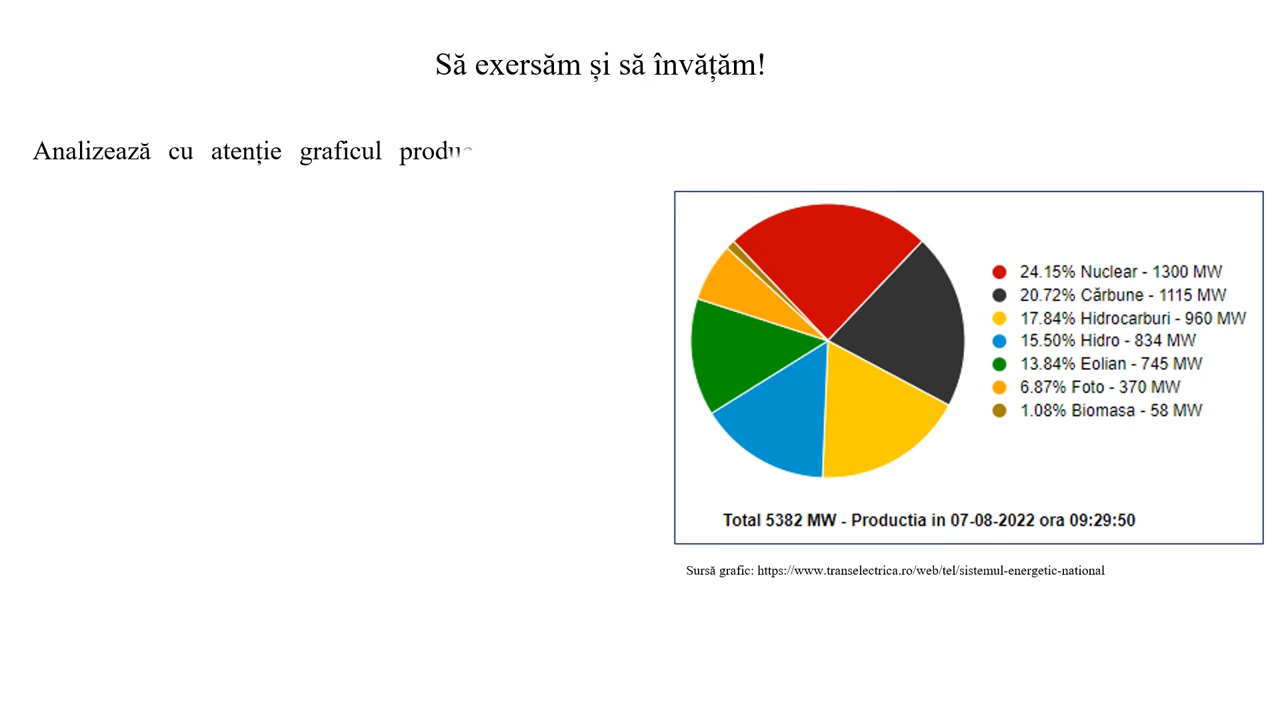 Să exersăm și să învățăm!
Analizează cu atenție graficul
24.15% Nuclear - 1300 MW
20.72% Cărbune - 1115 MW
17.84% Hidrocarburi - 960 MW
15.50% Hidro - 834 MW
13.84% Eolian - 745 MW
6.87% Foto - 370 MW
1.08% Biomasa - 58 MW
Total 5382 MW - Productia in 07-08-2022 ora 09:29:50
Sursă grafic: https://www.transelectrica.ro/web/tel/sistemul-energetic-national